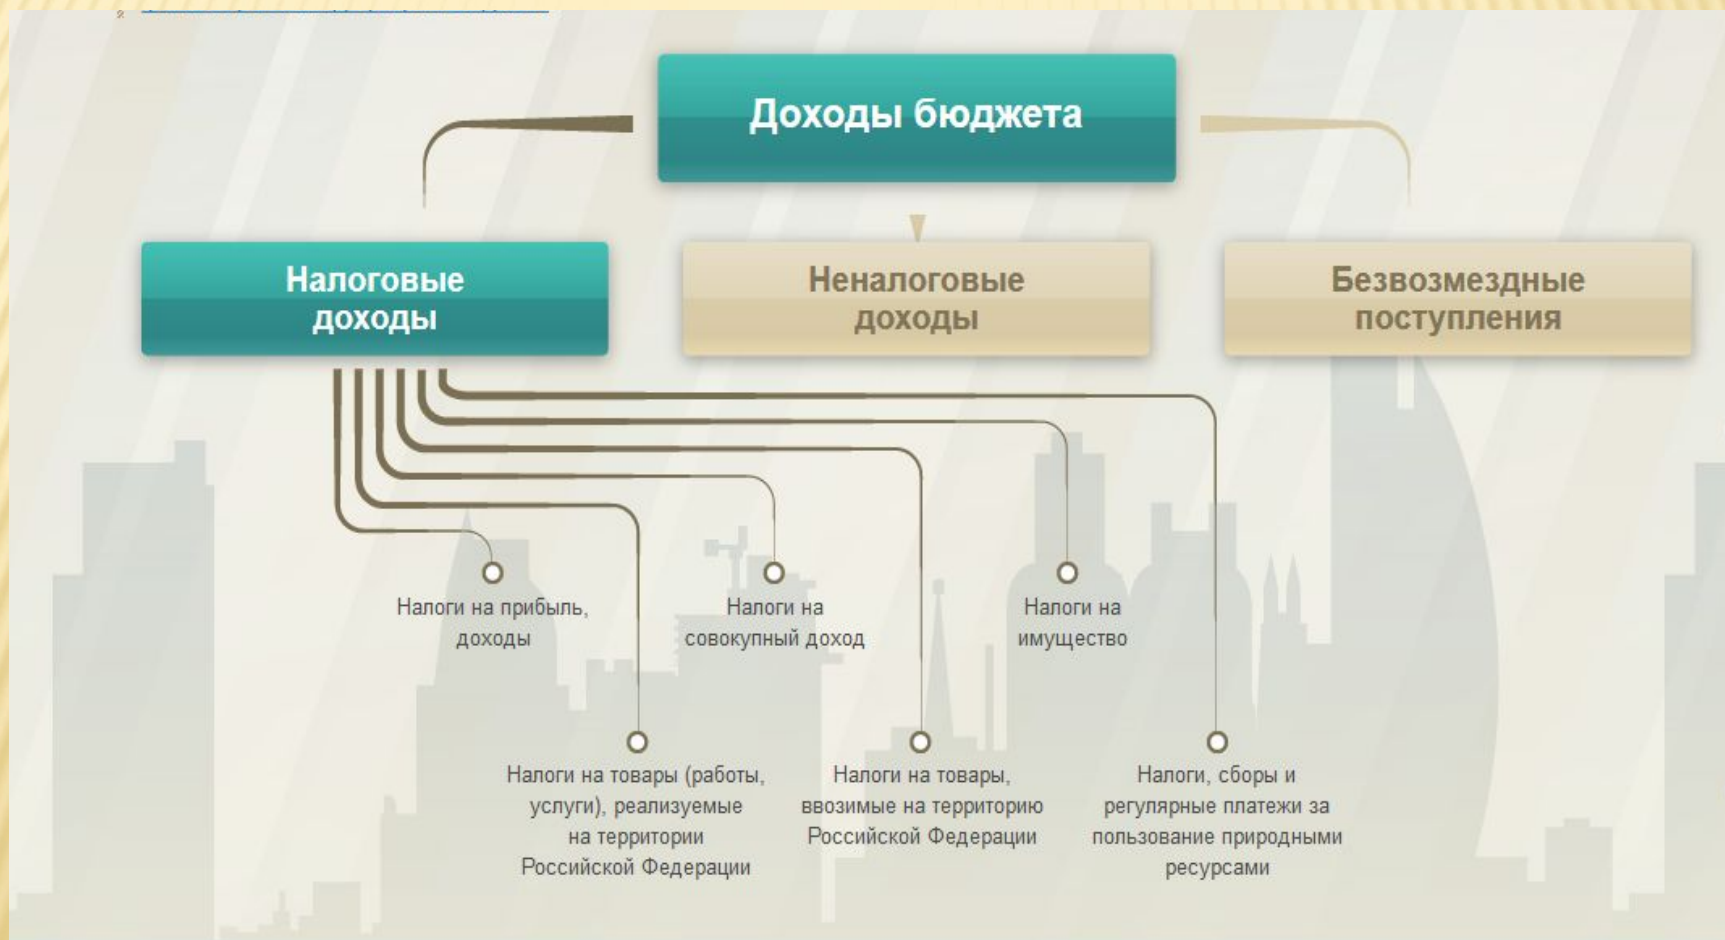 Доходы бюджета
Налоговые
доходы
Неналоговые
доходы
Безвозмездные
поступления
Налоги на прибыль,
доходы
Налоги на
совокупный доход
Налоги на
имущество
Налоги на товары (работы,
услуги), реализуемые
на территории
Российской Федерации
Налоги на товары,
ввозимые на территорию
Российской Федерации
Налоги, сборы и
регулярные платежи за
пользование природными
ресурсами